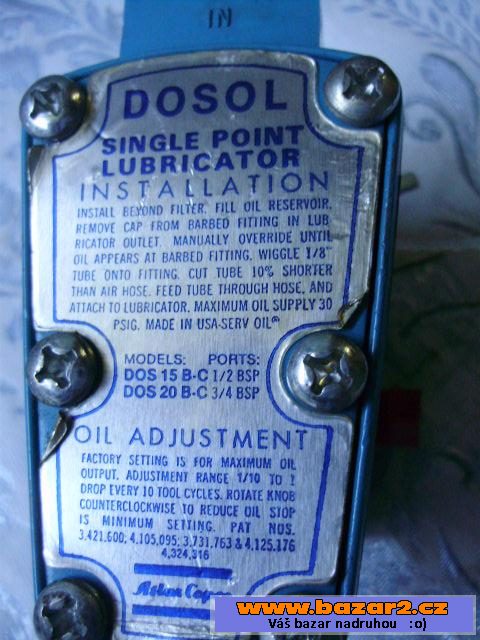 IN
DOSOL
SINGLE POINT
LUBRICATOR
INSTALLATION
INSTALL BEYOND FILTER. FILL OIL RESERVOIR.
REMOVE CAP FROM BARBED FITTING IN LUB
RICATOR OUTLET. MANUALLY OVERRIDE UNTIL
OIL APPEARS AT BARBED FITTING. WIGGLE 1/8"
TUBE ONTO FITTING. CUT TUBE 10% SHORTER
THAN AIR HOSE. FEED TUBE THROUGH HOSE, AND
ATTACH TO LUBRICATOR. MAXIMUM OIL SUPPLY 30
PSIG. MADE IN USA-SERV OIL®
MODELS: PORTS:
DOS 15 B-C 1/2 BSP
DOS 20 B-C 3/4 BSP
OIL ADJUSTMENT
FACTORY SETTING IS FOR MAXIMUM OIL
OUTPUT. ADJUSTMENT RANGE 1/10 TO 1
DROP EVERY 10 TOOL CYCLES. ROTATE KNOB
COUNTERCLOCKWISE TO REDUCE OIL STOP
IS MINIMUM SETTING. PAT NOS.
3,421,600; 4,105,095; 3,731,763 & 4,125,176
4,324,316
Atlas Copco
www.bazar2.cz
Váš bazar nadruhou :o)